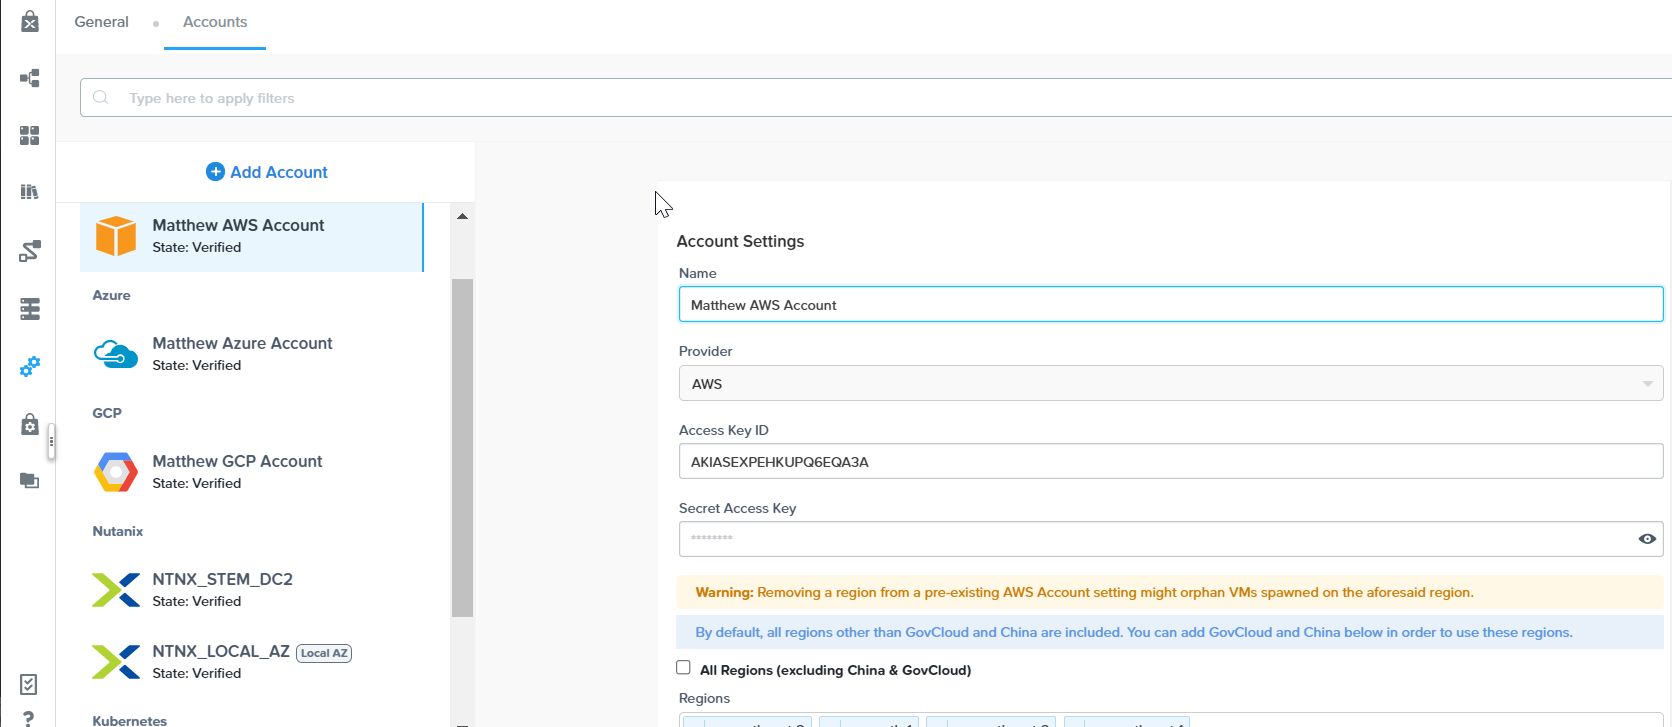 General
Accounts
Type here to apply filters
Add Account
Matthew AWS Account
State: Verified
Azure
Matthew Azure Account
State: Verified
GCP
Matthew GCP Account
State: Verified
Nutanix
NTNX_STEM_DC2
State: Verified
NTNX_LOCAL_AZ Local AZ
State: Verified
Kubernetes
Account Settings
Name
Matthew AWS Account
Provider
AWS
Access Key ID
AKIASEXPEHKUPQ6EQA3A
Secret Access Key
********
Warning: Removing a region from a pre-existing AWS Account setting might orphan VMs spawned on the aforesaid region.
By default, all regions other than GovCloud and China are included. You can add GovCloud and China below in order to use these regions.
All Regions (excluding China & GovCloud)
Regions